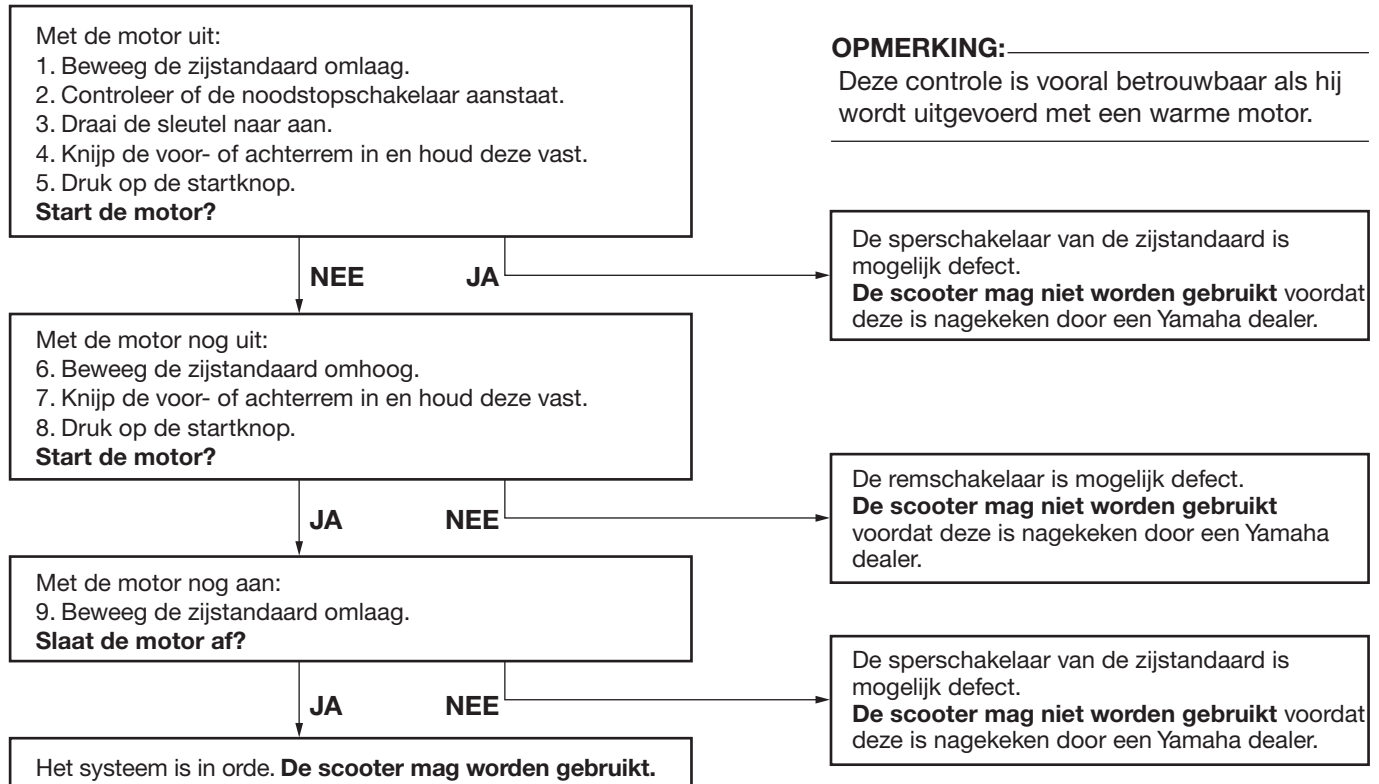 Met de motor uit:
1. Beweeg de zijstandaard omlaag.
2. Controleer of de noodstopschakelaar aanstaat.
3. Draai de sleutel naar aan.
4. Knijp de voor- of achterrem in en houd deze vast.
5. Druk op de startknop.
Start de motor?
OPMERKING:
Deze controle is vooral betrouwbaar als hij
wordt uitgevoerd met een warme motor.
NEE
JA
De sperschakelaar van de zijstandaard is
mogelijk defect.
De scooter mag niet worden gebruikt voordat
deze is nagekeken door een Yamaha dealer.
Met de motor nog uit:
6. Beweeg de zijstandaard omhoog.
7. Knijp de voor- of achterrem in en houd deze vast.
8. Druk op de startknop.
Start de motor?
JA
NEE
De remschakelaar is mogelijk defect.
De scooter mag niet worden gebruikt
voordat deze is nagekeken door een Yamaha
dealer.
Met de motor nog aan:
9. Beweeg de zijstandaard omlaag.
Slaat de motor af?
JA
NEE
De sperschakelaar van de zijstandaard is
mogelijk defect.
De scooter mag niet worden gebruikt voordat
deze is nagekeken door een Yamaha dealer.
Het systeem is in orde. De scooter mag worden gebruikt.